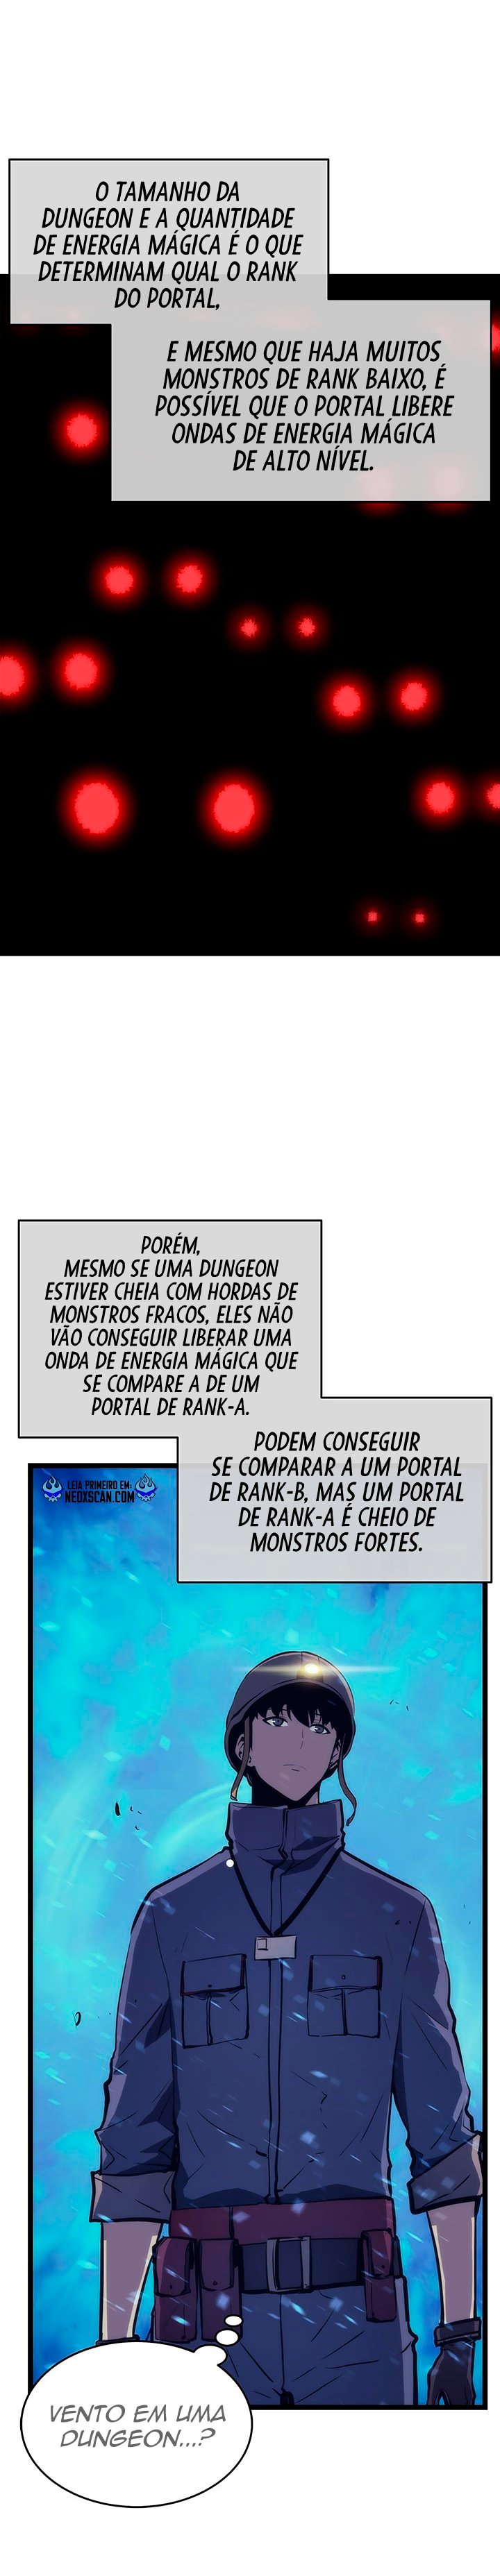 O TAMANHO DA
DUNGEON E A QUANTIDADE
DE ENERGIA MÁGICA É O QUE
DETERMINAM QUAL O RANK
DO PORTAL,
E MESMO QUE HAJA MUITOS
MONSTROS DE RANK BAIXO, É
POSSÍVEL QUE O PORTAL LIBERE
ONDAS DE ENERGIA MÁGICA
DE ALTO NÍVEL.
PORÉM,
MESMO SE UMA DUNGEON
ESTIVER CHEIA COM HORDAS DE
MONSTROS FRACOS, ELES NÃO
VÃO CONSEGUIR LIBERAR UMA
ONDA DE ENERGIA MÁGICA QUE
SE COMPARE A DE UM
PORTAL DE RANK-A.
PODEM CONSEGUIR
SE COMPARAR A UM PORTAL
DE RANK-B, MAS UM PORTAL
DE RANK-A É CHEIO DE
MONSTROS FORTES.
LEIA PRIMEIRO EM:
NEOXSCAN.COM
VENTO EM UMA
DUNGEON...?